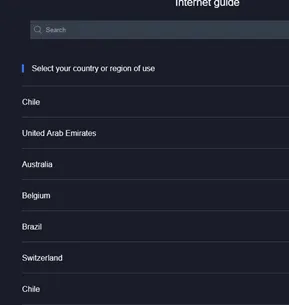 Internet guide
Search
Select your country or region of use
Chile
United Arab Emirates
Australia
Belgium
Brazil
Switzerland
Chile